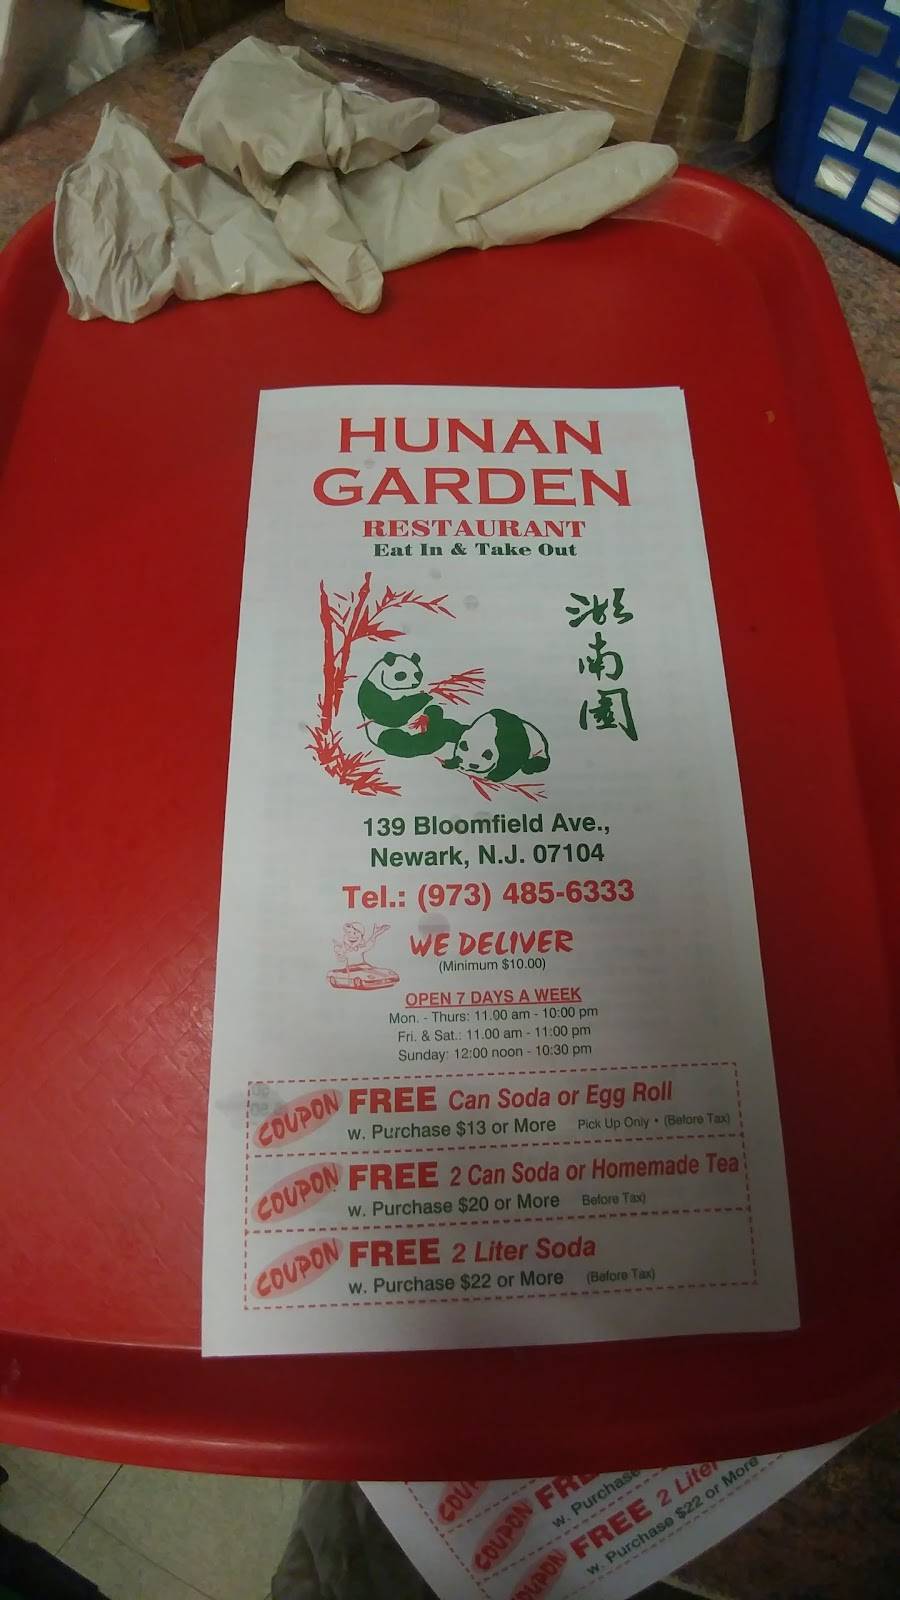 HUNAN
GARDEN
RESTAURANT
Eat In & Take Out
湖南園
139 Bloomfield Ave.,
Newark, N.J. 07104
Tel.: (973) 485-6333
WE DELIVER
(Minimum $10.00)
OPEN 7 DAYS A WEEK
Mon. - Thurs: 11.00 am - 10:00 pm
Fri. & Sat.: 11.00 am - 11:00 pm
Sunday: 12:00 noon - 10:30 pm
COUPON FREE Can Soda or Egg Roll
w. Purchase $13 or More Pick Up Only • (Before Tax)
COUPON FREE 2 Can Soda or Homemade Tea
w. Purchase $20 or More Before Tax)
COUPON FREE 2 Liter Soda
w. Purchase $22 or More (Before Tax)
w. Purchase
COUPON FREE 2 Liter
w. Purchase $22 or More